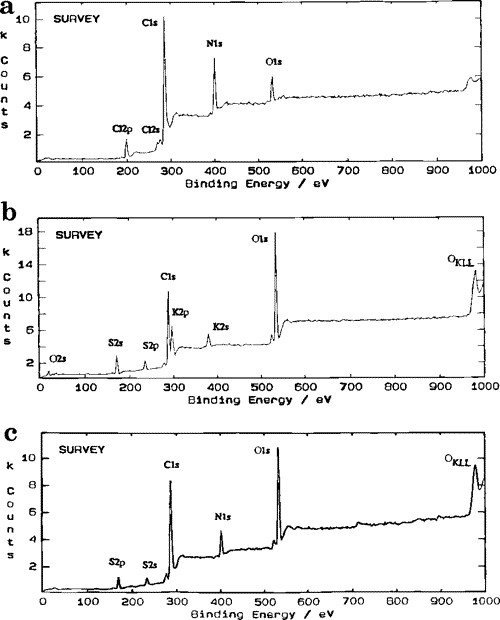 a
SURVEY
k Counts
10
8
6
4
2
C1s
N1s
O1s
Cl2p
Cl2s
0 100 200 300 400 500 600 700 800 900 1000
Binding Energy / eV
b
SURVEY
k Counts
18
14
10
6
2
O1s
O KLL
C1s
K2p
S2s
S2p
K2s
O2s
0 100 200 300 400 500 600 700 800 900 1000
Binding Energy / eV
c
SURVEY
k Counts
10
8
6
4
2
O1s
C1s
O KLL
N1s
S2p
S2s
0 100 200 300 400 500 600 700 800 900 1000
Binding Energy / eV